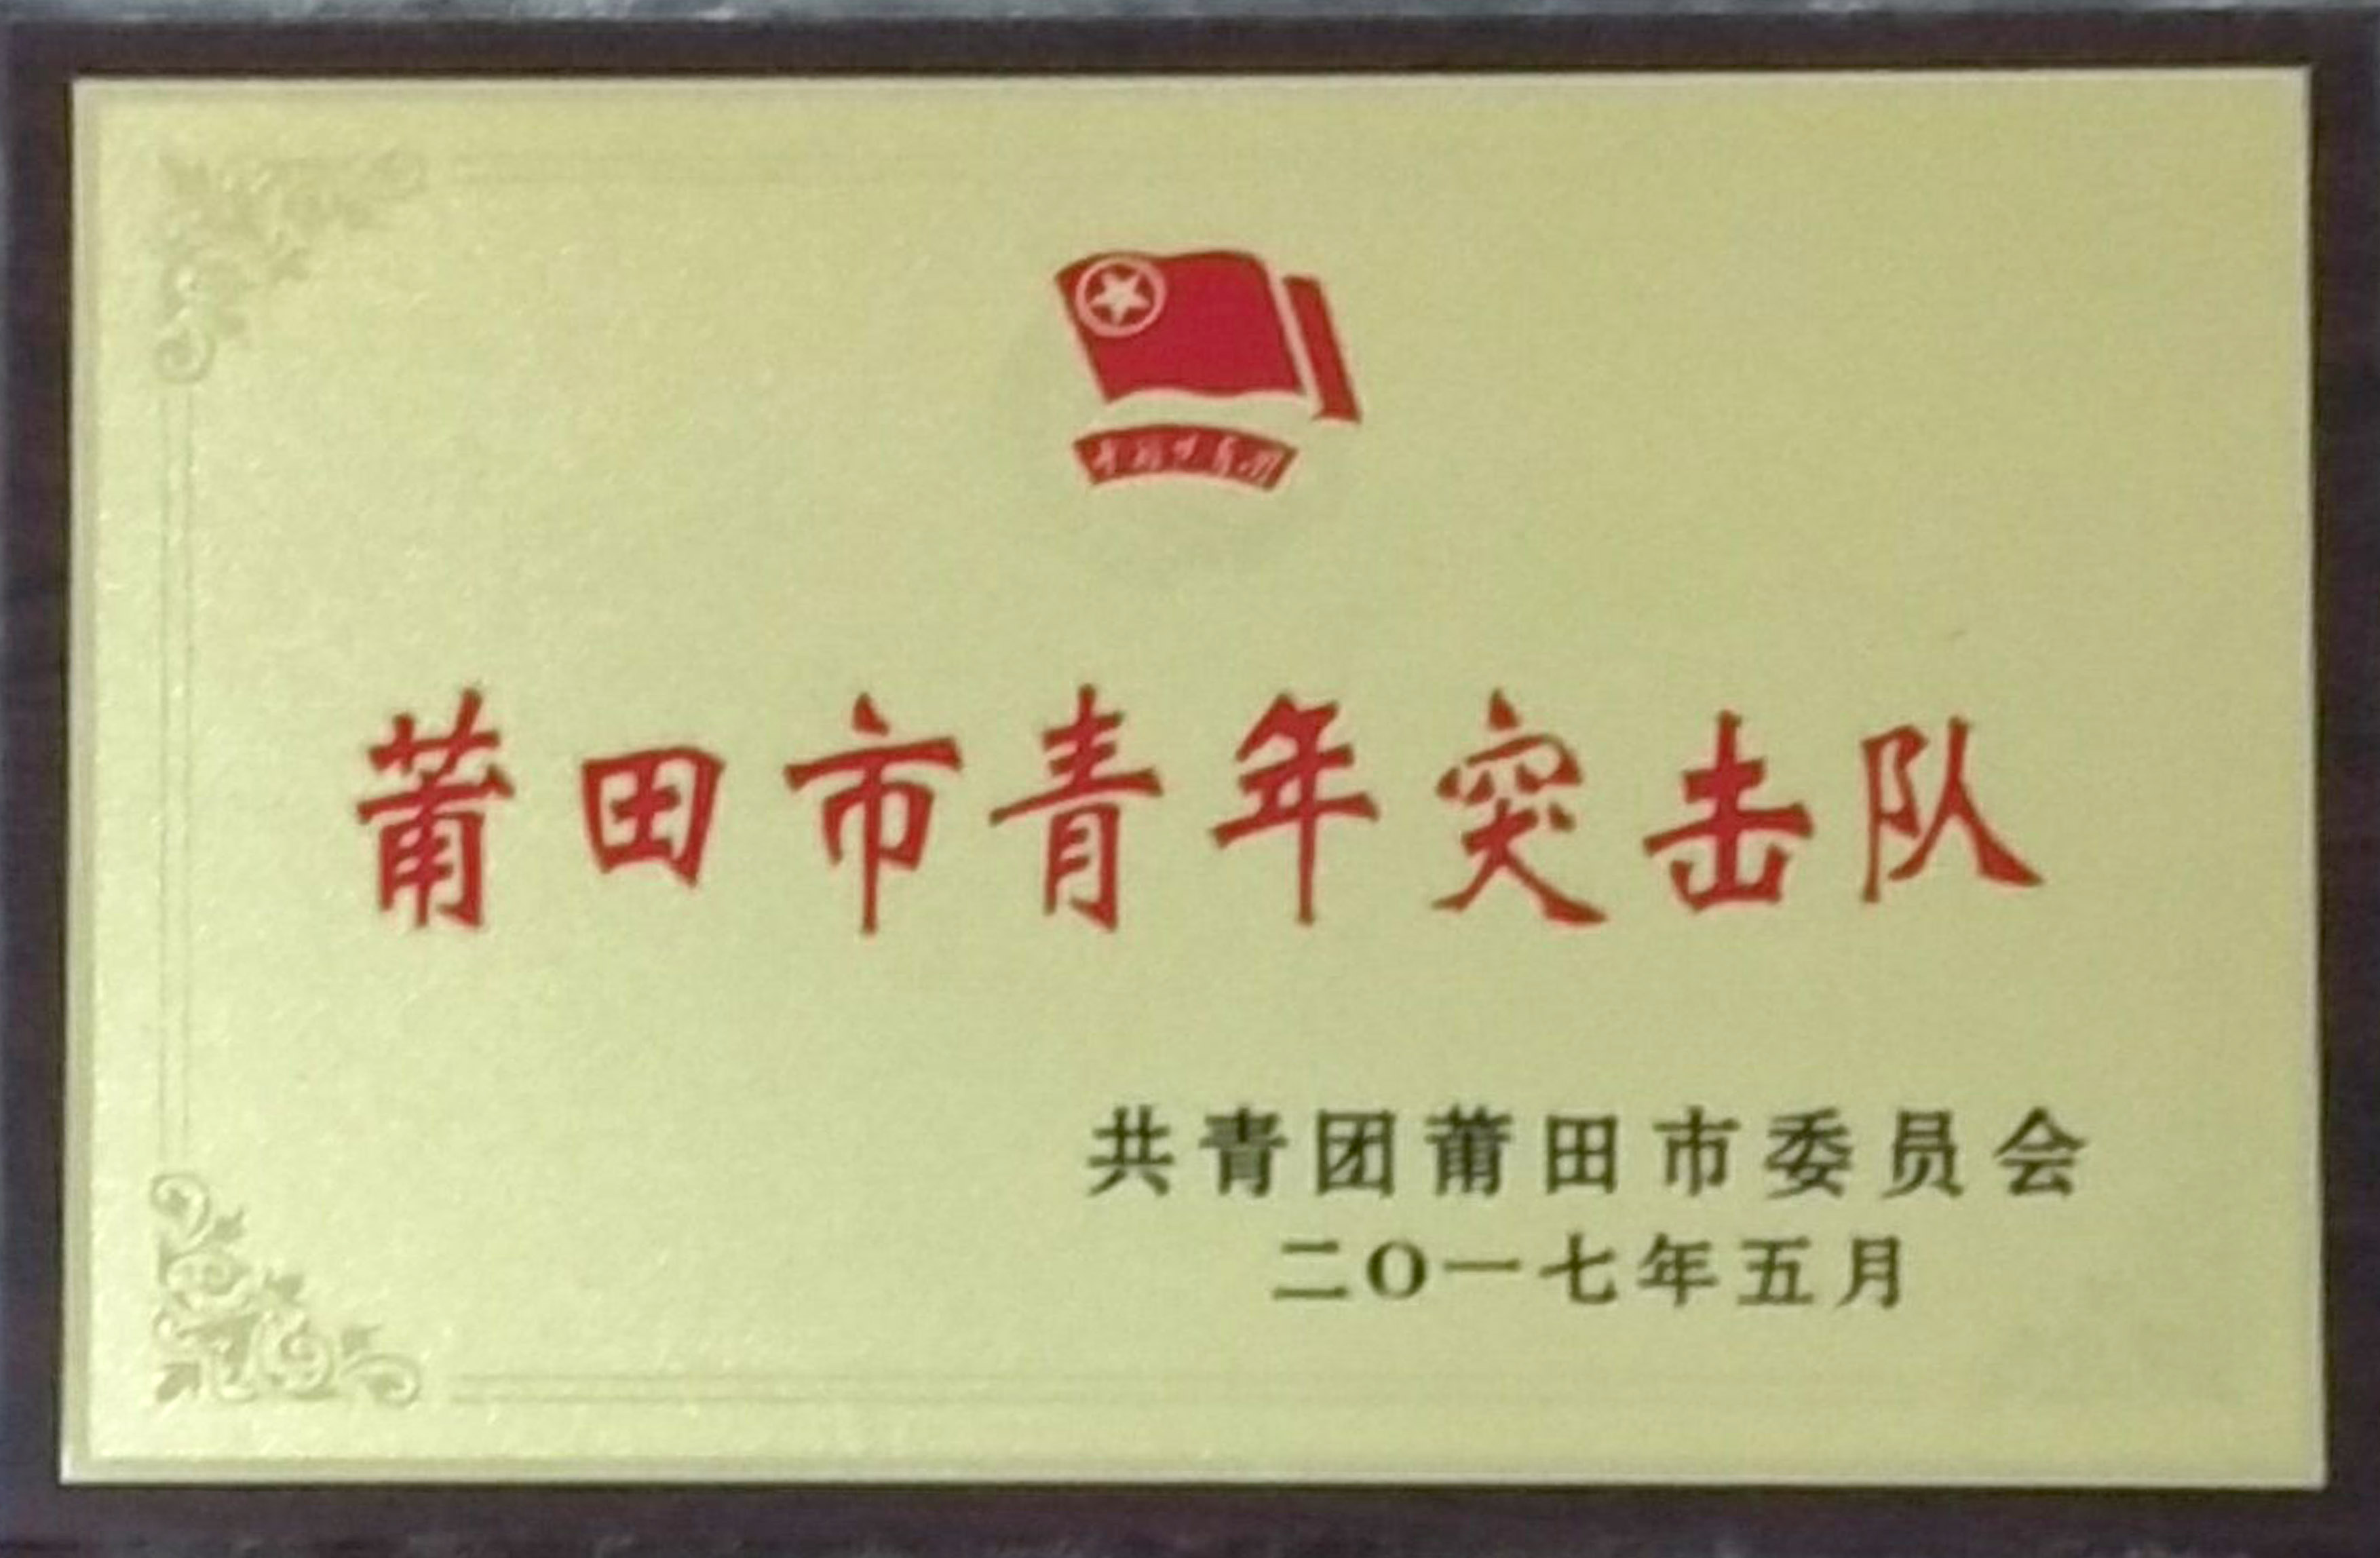 莆田市青年突击队
共青团莆田市委员会
二O一七年五月